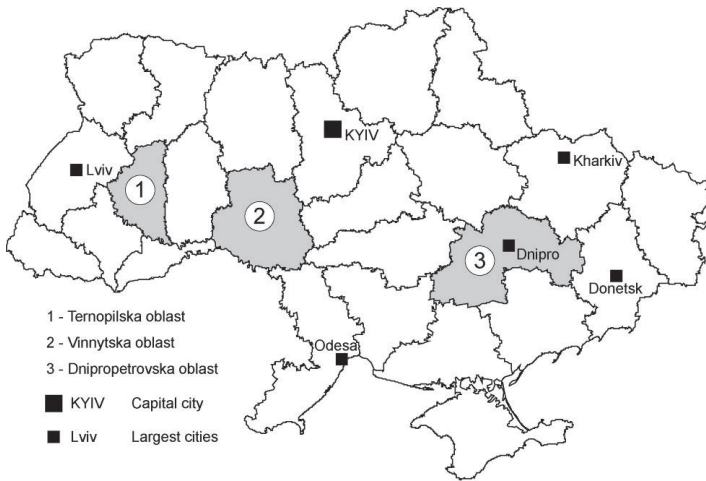 KYIV
Lviv
Kharkiv
1
2
3
Dnipro
Donetsk
Odesa
1 - Ternopilska oblast
2 - Vinnytska oblast
3 - Dnipropetrovska oblast
KYIV Capital city
Lviv Largest cities